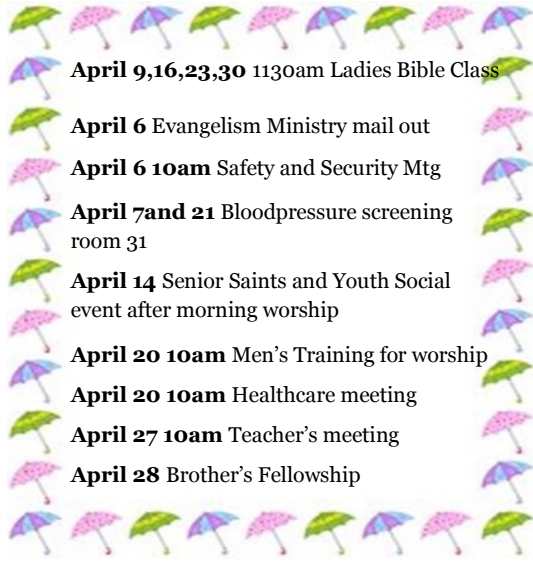 April 9,16,23,30 1130am Ladies Bible Class
April 6 Evangelism Ministry mail out
April 6 10am Safety and Security Mtg
April 7and 21 Bloodpressure screening
room 31
April 14 Senior Saints and Youth Social
event after morning worship
April 20 10am Men’s Training for worship
April 20 10am Healthcare meeting
April 27 10am Teacher’s meeting
April 28 Brother’s Fellowship